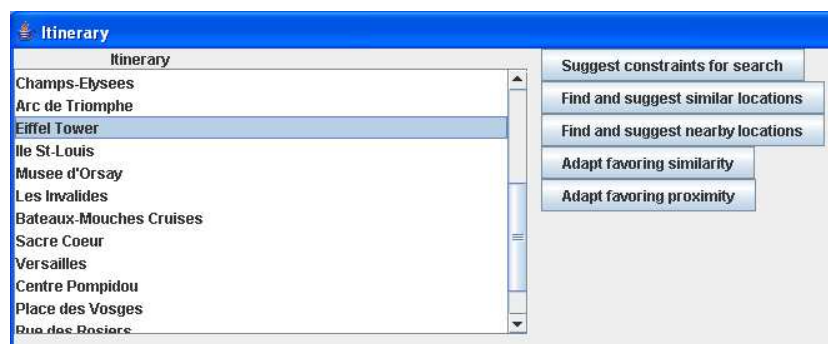 Itinerary
Itinerary
Champs-Elysees
Arc de Triomphe
Eiffel Tower
Ile St-Louis
Musee d'Orsay
Les Invalides
Bateaux-Mouches Cruises
Sacre Coeur
Versailles
Centre Pompidou
Place des Vosges
Rue des Rosiers
Suggest constraints for search
Find and suggest similar locations
Find and suggest nearby locations
Adapt favoring similarity
Adapt favoring proximity